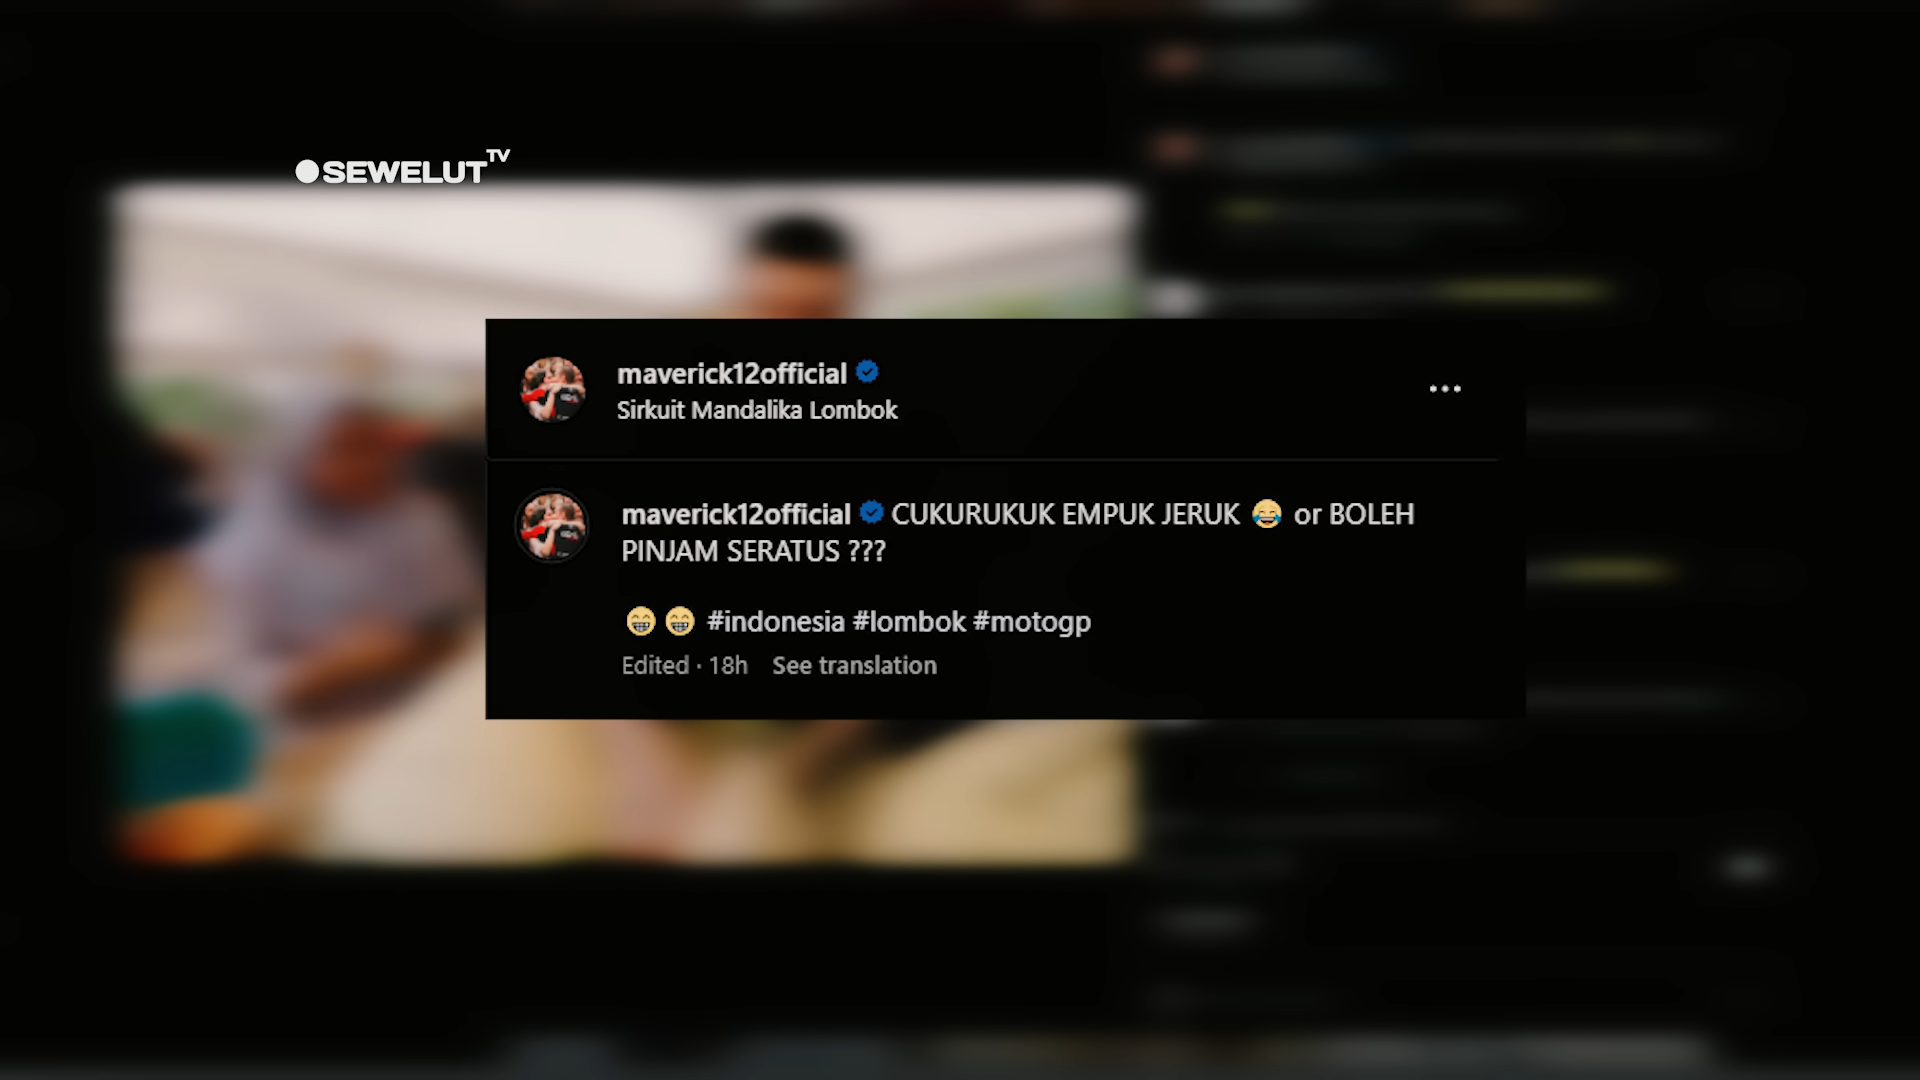 SEWELUT TV
maverick12official
Sirkuit Mandalika Lombok
maverick12official CUKURUKUK EMPUK JERUK 😂 or BOLEH
PINJAM SERATUS ???
😁😁 #indonesia #lombok #motogp
Edited · 18h See translation